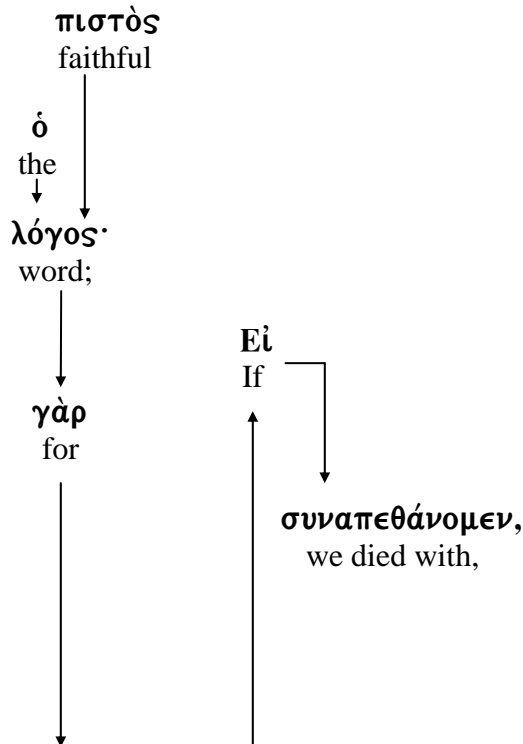 πιστὸς
faithful
ὁ
the
λόγος·
word;
Εἰ
If
γὰρ
for
συναπεθάνομεν,
we died with,